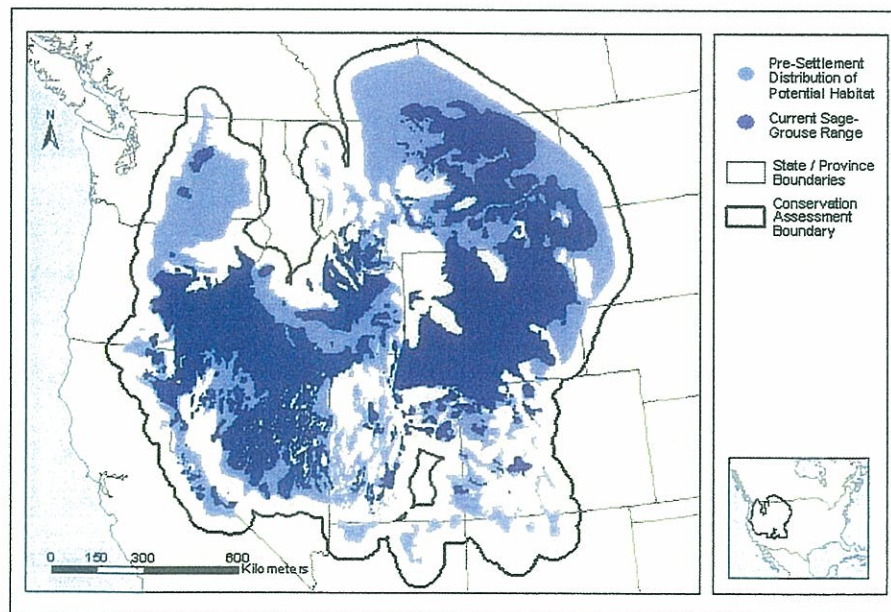 N
0 150 300 600
Kilometers
Pre-Settlement
Distribution of
Potential Habitat
Current Sage-
Grouse Range
State / Province
Boundaries
Conservation
Assessment
Boundary